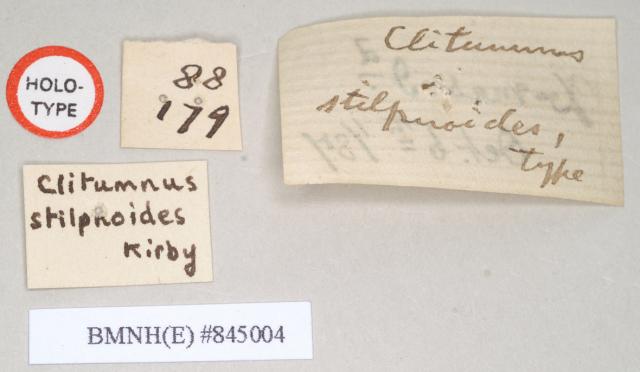 HOLO-
TYPE
88
179
Clitumnus
stilpnoides,
type
Clitumnus
stilpnoides
Kirby
BMNH(E) #845004